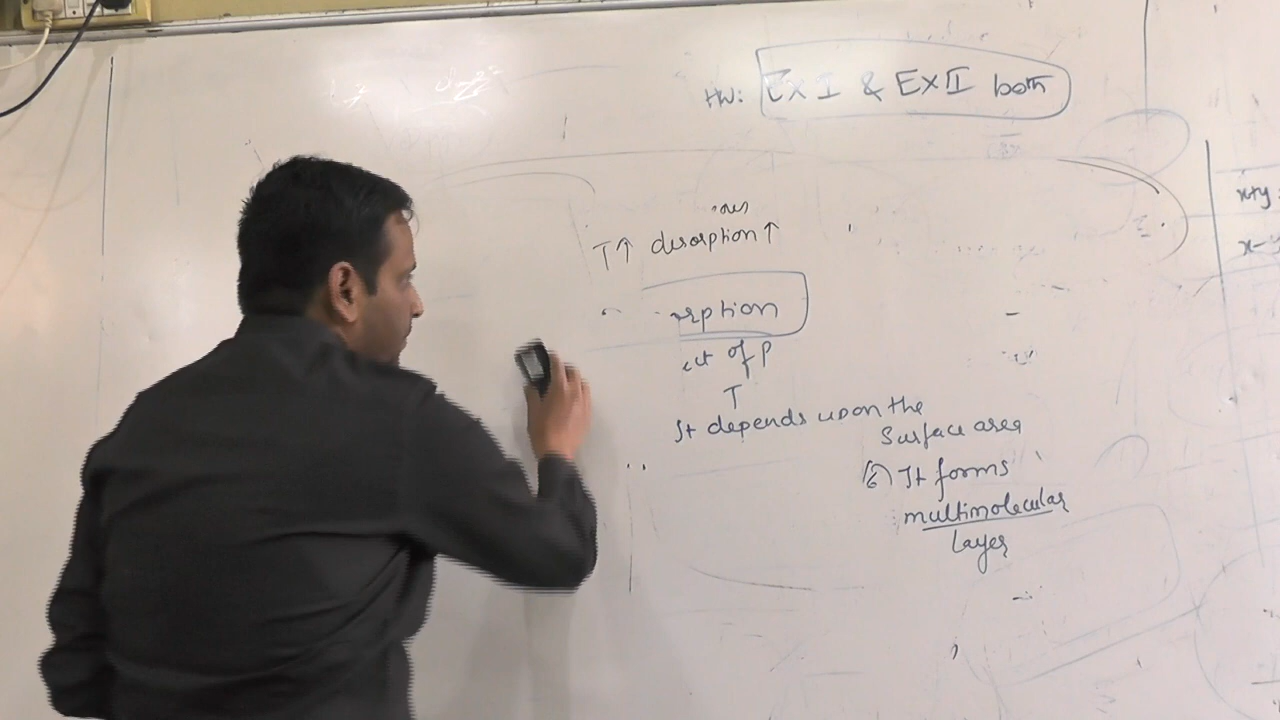 HW: Ex I & Ex II both
T↑ desorption↑
rption
ct of P
T
It depends upon the
Surface area
(6) It forms
multimolecular
layer
x+y
x-